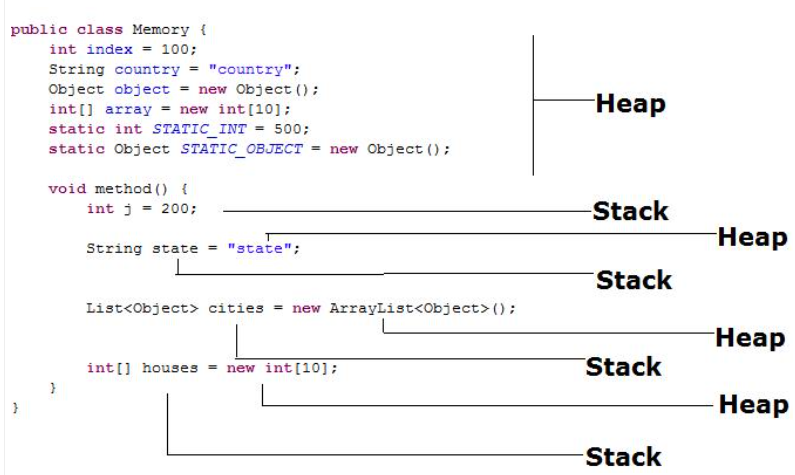 public class Memory {
int index = 100;
String country = "country";
Object object = new Object();
int[] array = new int[10];
static int STATIC_INT = 500;
static Object STATIC_OBJECT = new Object();
Heap
void method() {
int j = 200;
Stack
Heap
String state = "state";
Stack
List<Object> cities = new ArrayList<Object>();
Heap
Stack
int[] houses = new int[10];
}
Heap
}
Stack